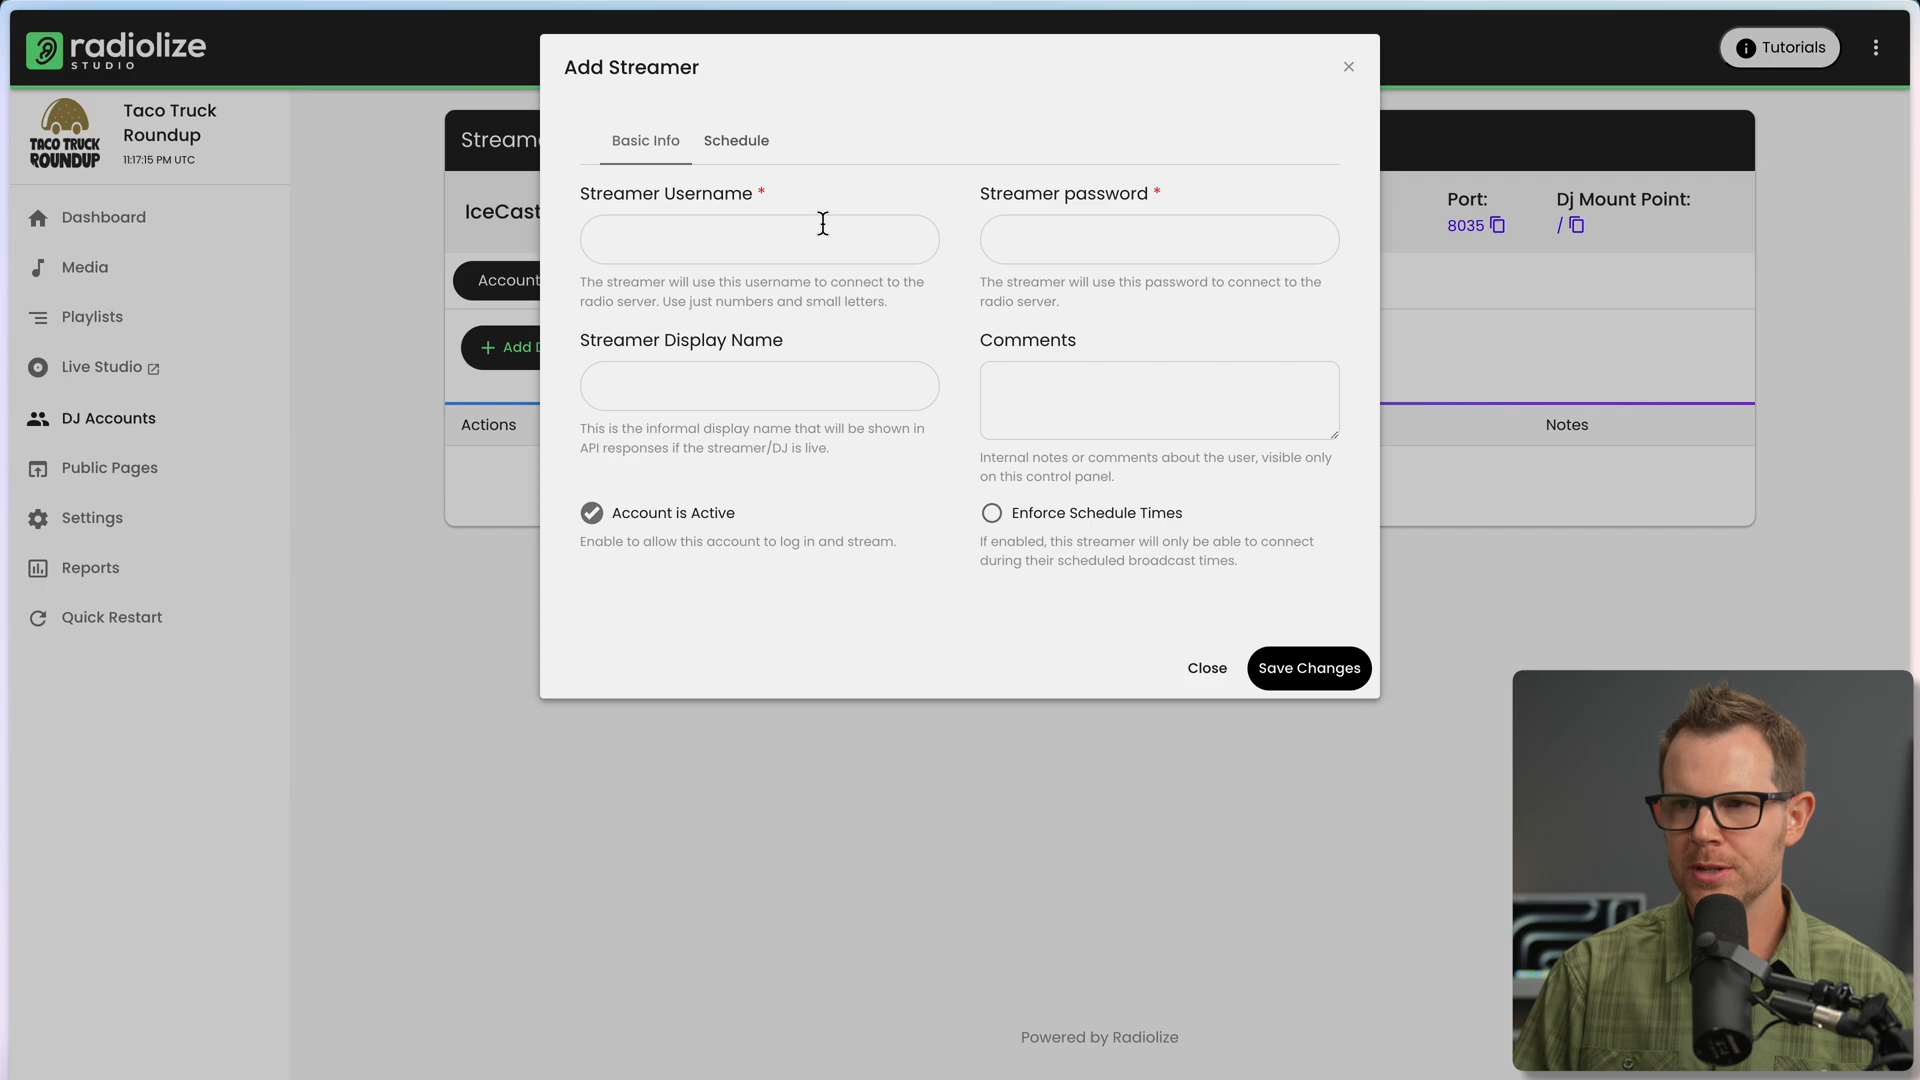 radiolize
STUDIO
Tutorials
TACO TRUCK
ROUNDUP
Taco Truck
Roundup
11:17:15 PM UTC
Dashboard
Media
Playlists
Live Studio
DJ Accounts
Public Pages
Settings
Reports
Quick Restart
IceCast
Account
+ Add
Actions
Port:
8035
Dj Mount Point:
/
Notes
Add Streamer
Basic Info
Schedule
Streamer Username *
The streamer will use this username to connect to the
radio server. Use just numbers and small letters.
Streamer password *
The streamer will use this password to connect to the
radio server.
Streamer Display Name
This is the informal display name that will be shown in
API responses if the streamer/DJ is live.
Comments
Internal notes or comments about the user, visible only
on this control panel.
Account is Active
Enable to allow this account to log in and stream.
Enforce Schedule Times
If enabled, this streamer will only be able to connect
during their scheduled broadcast times.
Close
Save Changes
Powered by Radiolize